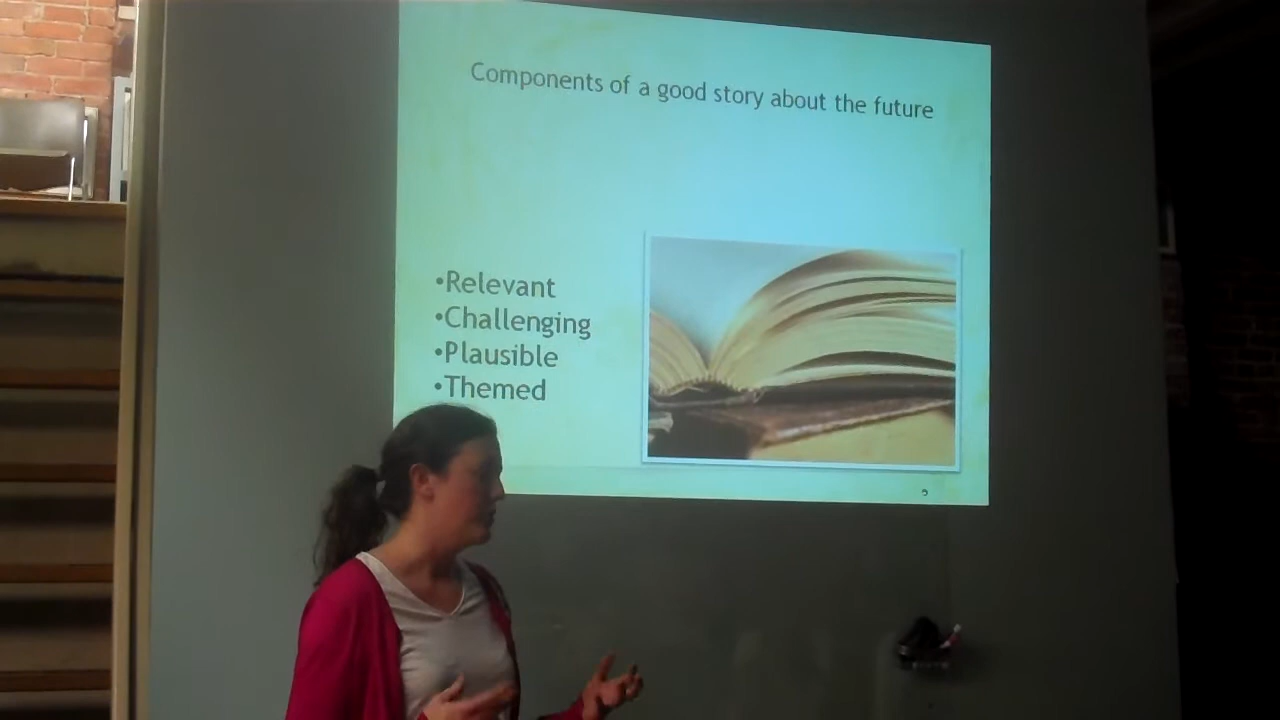 Components of a good story about the future
•Relevant
•Challenging
•Plausible
•Themed